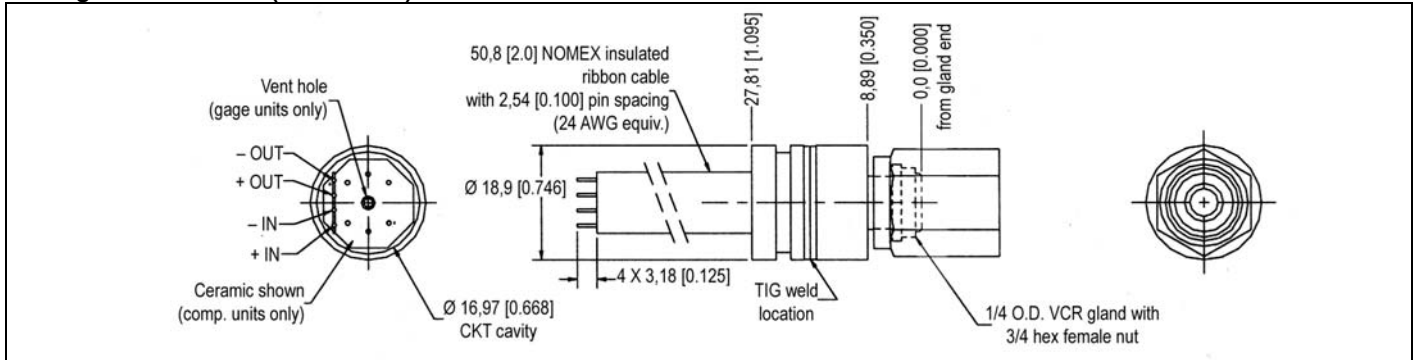 Vent hole
(gage units only)
– OUT
+ OUT
– IN
+ IN
Ceramic shown
(comp. units only)
Ø 16,97 [0.668]
CKT cavity
50,8 [2.0] NOMEX insulated
ribbon cable
with 2,54 [0.100] pin spacing
(24 AWG equiv.)
Ø 18,9 [0.746]
4 X 3,18 [0.125]
27,81 [1.095]
8,89 [0.350]
0,0 [0.000]
from gland end
TIG weld
location
1/4 O.D. VCR gland with
3/4 hex female nut